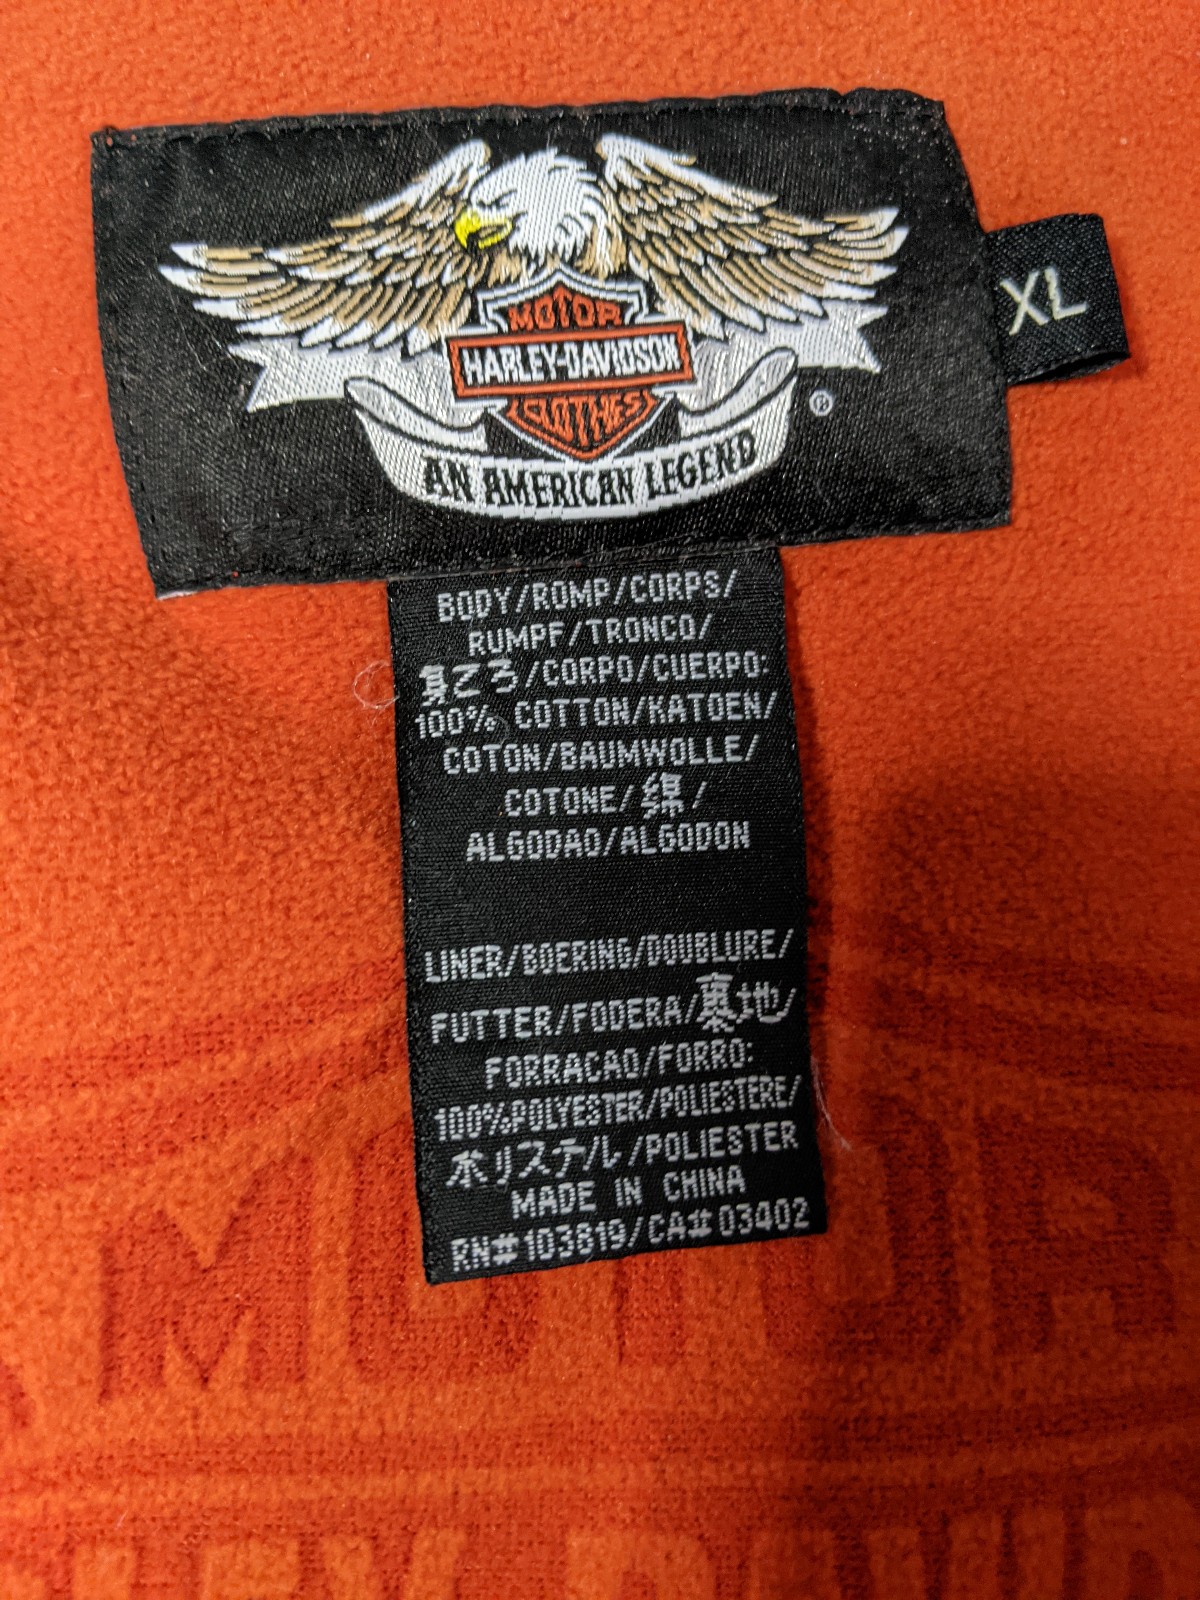 MOTOR
HARLEY-DAVIDSON
CLOTHES
®
AN AMERICAN LEGEND
XL
BODY/ROMP/CORPS/
RUMPF/TRONCO/
身ごろ/CORPO/CUERPO:
100% COTTON/KATOEN/
COTON/BAUMWOLLE/
COTONE/綿/
ALGODAO/ALGODON
LINER/BOERING/DOUBLURE/
FUTTER/FODERA/裏地/
FORRACAO/FORRO:
100%POLYESTER/POLIESTERE/
ポリステル/POLIESTER
MADE IN CHINA
RN#103819/CA#03402
MOTOR